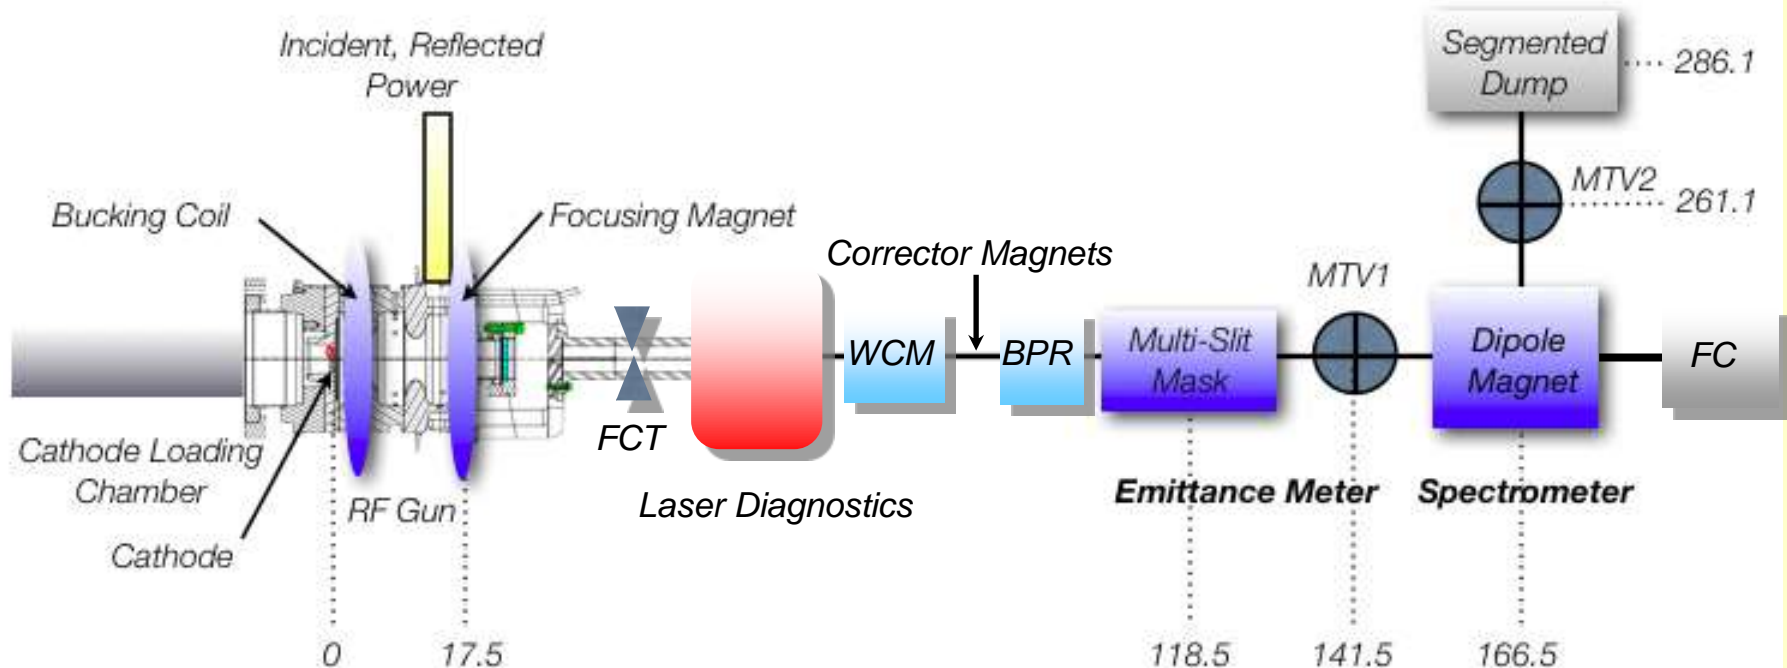 Incident, Reflected
Power
Segmented
Dump
286.1
MTV2
261.1
Bucking Coil
Focusing Magnet
Corrector Magnets
MTV1
WCM
BPR
Multi-Slit
Mask
Dipole
Magnet
FC
FCT
Cathode Loading
Chamber
RF Gun
Laser Diagnostics
Emittance Meter
Spectrometer
Cathode
0
17.5
118.5
141.5
166.5